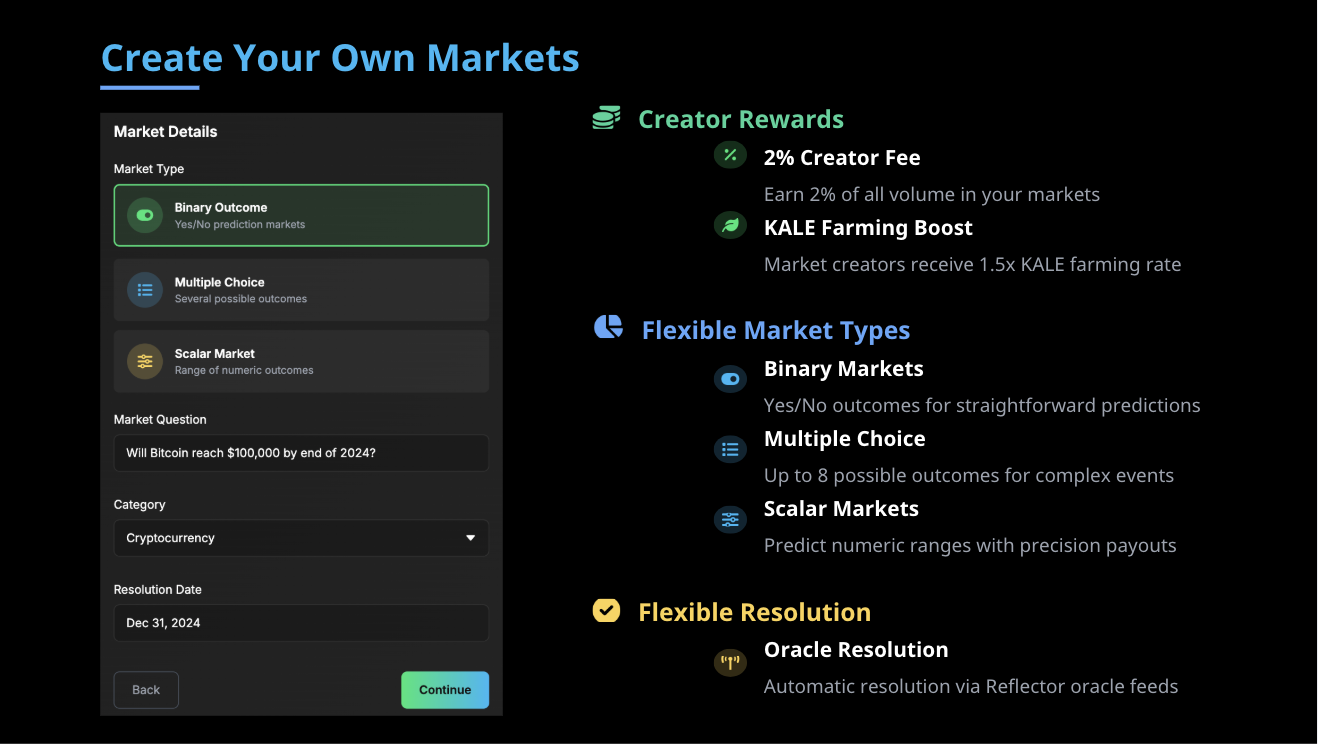 Create Your Own Markets
Market Details
Market Type
Binary Outcome
Yes/No prediction markets
Multiple Choice
Several possible outcomes
Scalar Market
Range of numeric outcomes
Market Question
Will Bitcoin reach $100,000 by end of 2024?
Category
Cryptocurrency
Resolution Date
Dec 31, 2024
Back
Continue
Creator Rewards
2% Creator Fee
Earn 2% of all volume in your markets
KALE Farming Boost
Market creators receive 1.5x KALE farming rate
Flexible Market Types
Binary Markets
Yes/No outcomes for straightforward predictions
Multiple Choice
Up to 8 possible outcomes for complex events
Scalar Markets
Predict numeric ranges with precision payouts
Flexible Resolution
Oracle Resolution
Automatic resolution via Reflector oracle feeds